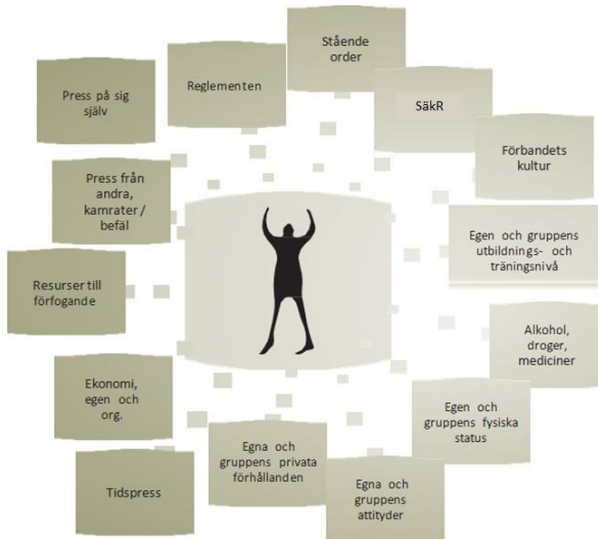 Stående
order
Reglementen
SäkR
Press på sig
själv
Förbandets
kultur
Press från
andra,
kamrater/
befäl
Egen och gruppens
utbildnings- och
träningsnivå
Resurser till
förfogande
Alkohol,
droger,
mediciner
Ekonomi,
egen och
org.
Egen och
gruppens fysiska
status
Egna och
gruppens privata
förhållanden
Tidspress
Egna och
gruppens
attityder